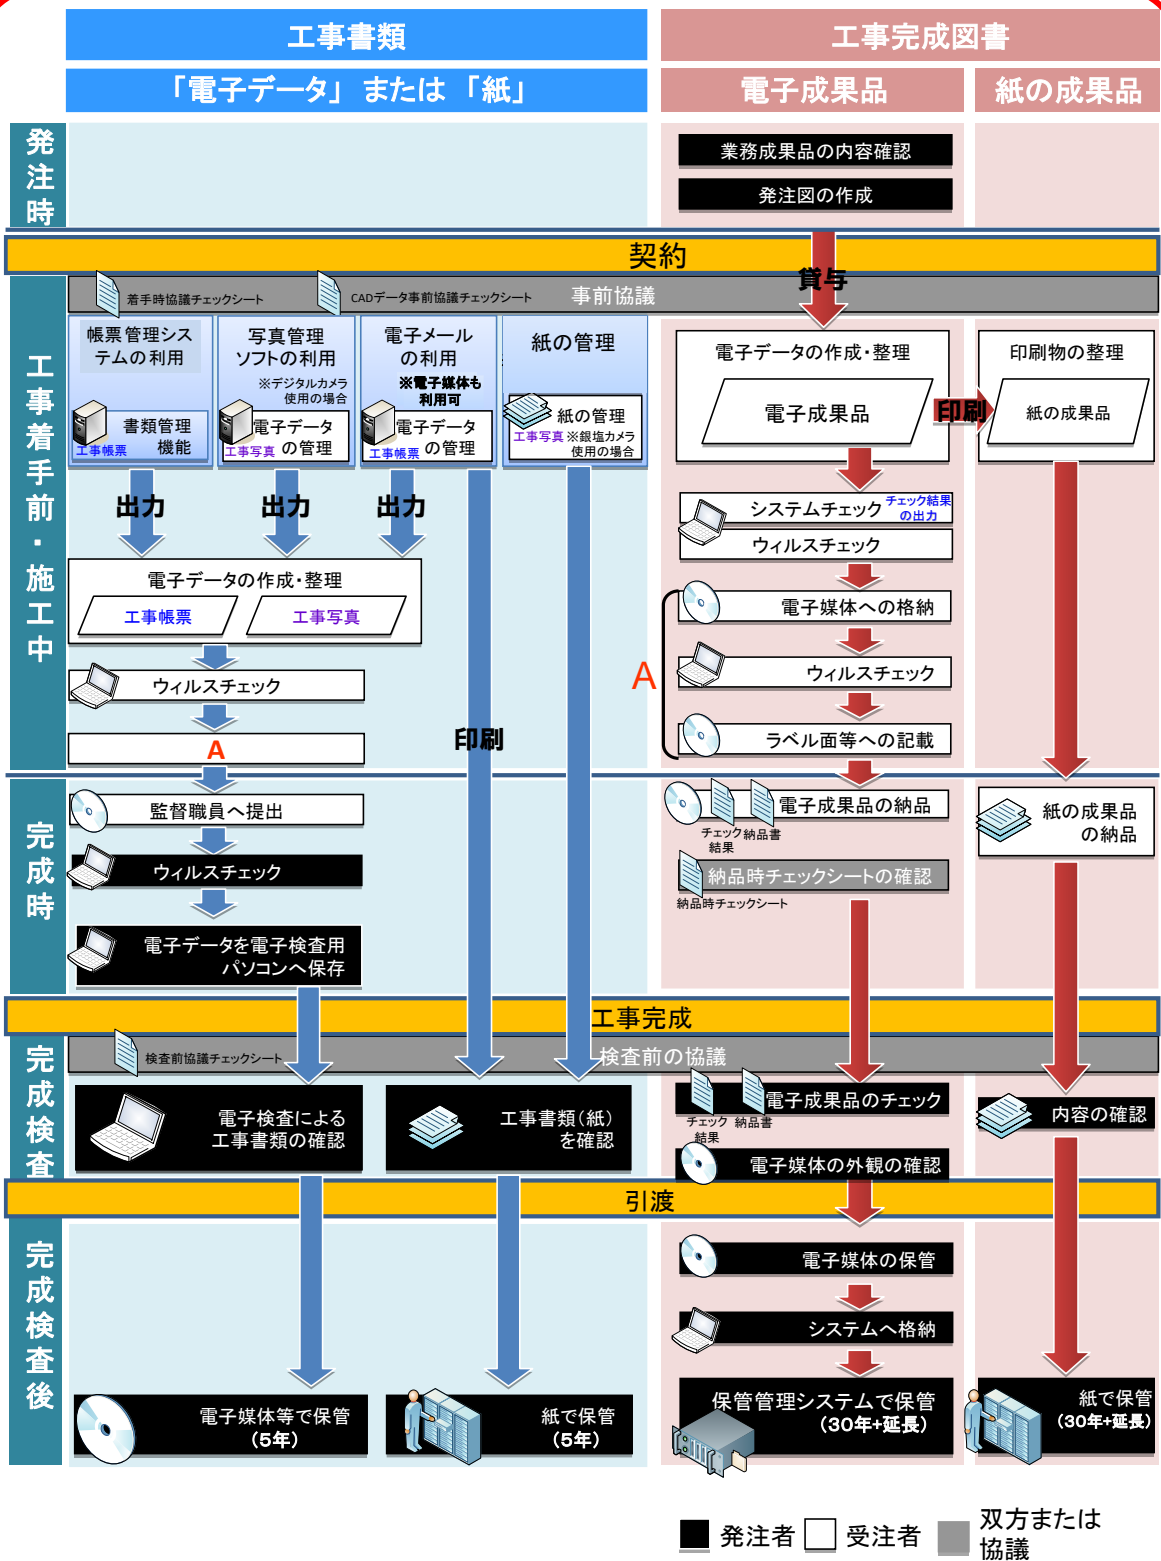 工事書類
工事完成図書
「電子データ」 または 「紙」
電子成果品
紙の成果品
発注時
業務成果品の内容確認
発注図の作成
契約
貸与
工事着手前・施工中
着手時協議チェックシート
CADデータ事前協議チェックシート
事前協議
帳票管理シス
テムの利用
書類管理
機能
工事帳票
写真管理
ソフトの利用
※デジタルカメラ
使用の場合
電子データ
の管理
工事写真
電子メール
の利用
※電子媒体も
利用可
電子データ
の管理
工事帳票
紙の管理
紙の管理
工事写真 ※銀塩カメラ
使用の場合
電子データの作成・整理
電子成果品
印刷
印刷物の整理
紙の成果品
出力
出力
出力
システムチェック
チェック結果
の出力
ウィルスチェック
電子データの作成・整理
工事帳票
工事写真
電子媒体への格納
ウィルスチェック
A
ウィルスチェック
ラベル面等への記載
A
印刷
完成時
監督職員へ提出
ウィルスチェック
電子データを電子検査用
パソコンへ保存
電子成果品の納品
チェック
結果
納品書
納品時チェックシートの確認
納品時チェックシート
紙の成果品
の納品
工事完成
完成検査
検査前協議チェックシート
検査前の協議
電子検査による
工事書類の確認
工事書類(紙)
を確認
電子成果品のチェック
チェック
結果
納品書
電子媒体の外観の確認
内容の確認
引渡
完成検査後
電子媒体の保管
システムへ格納
電子媒体等で保管
(5年)
紙で保管
(5年)
保管管理システムで保管
(30年+延長)
紙で保管
(30年+延長)
発注者
受注者
双方または
協議